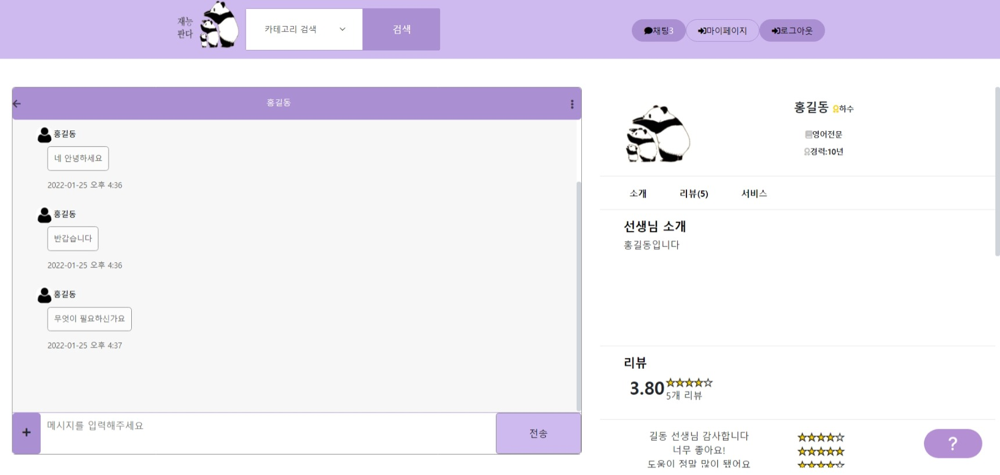 재능
판다
카테고리 검색
검색
채팅3
마이페이지
로그아웃
홍길동
홍길동
네 안녕하세요
2022-01-25 오후 4:36
홍길동
반갑습니다
2022-01-25 오후 4:36
홍길동
무엇이 필요하신가요
2022-01-25 오후 4:37
+
메시지를 입력해주세요
전송
홍길동 하수
영어전문
경력:10년
소개 리뷰(5) 서비스
선생님 소개
홍길동입니다
리뷰
3.80
5개 리뷰
길동 선생님 감사합니다
너무 좋아요!
도움이 정말 많이 됐어요
?